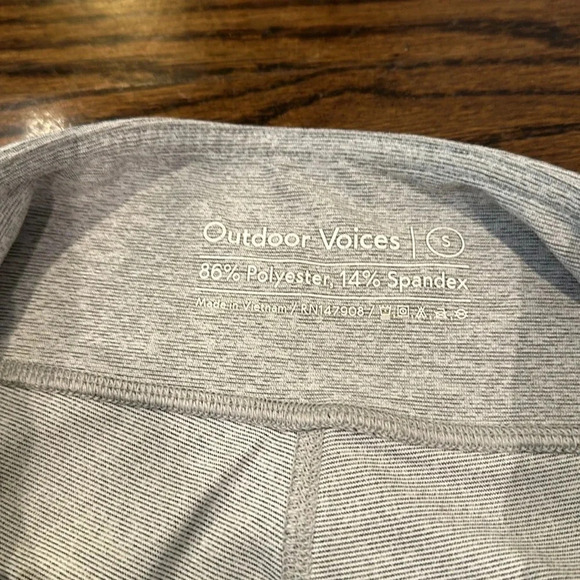 Outdoor Voices | S
86% Polyester, 14% Spandex
Made in Vietnam / RN147908 /